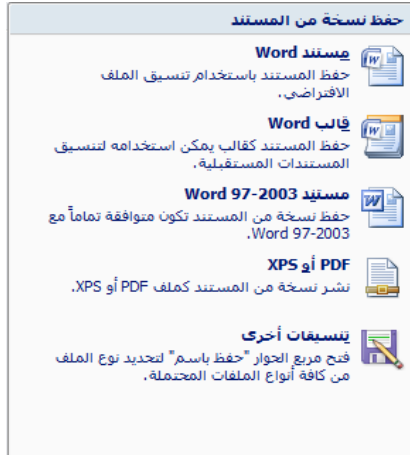 حفظ نسخة من المستند
مستند Word
حفظ المستند باستخدام تنسيق الملف
الافتراضي.
قالب Word
حفظ المستند كقالب يمكن استخدامه لتنسيق
المستندات المستقبلية.
مستند Word 97-2003
حفظ نسخة من المستند تكون متوافقة تماماً مع
Word 97-2003.
PDF أو XPS
نشر نسخة من المستند كملف PDF أو XPS.
تنسيقات أخرى
فتح مربع الحوار "حفظ باسم" لتحديد نوع الملف
من كافة أنواع الملفات المحتملة.